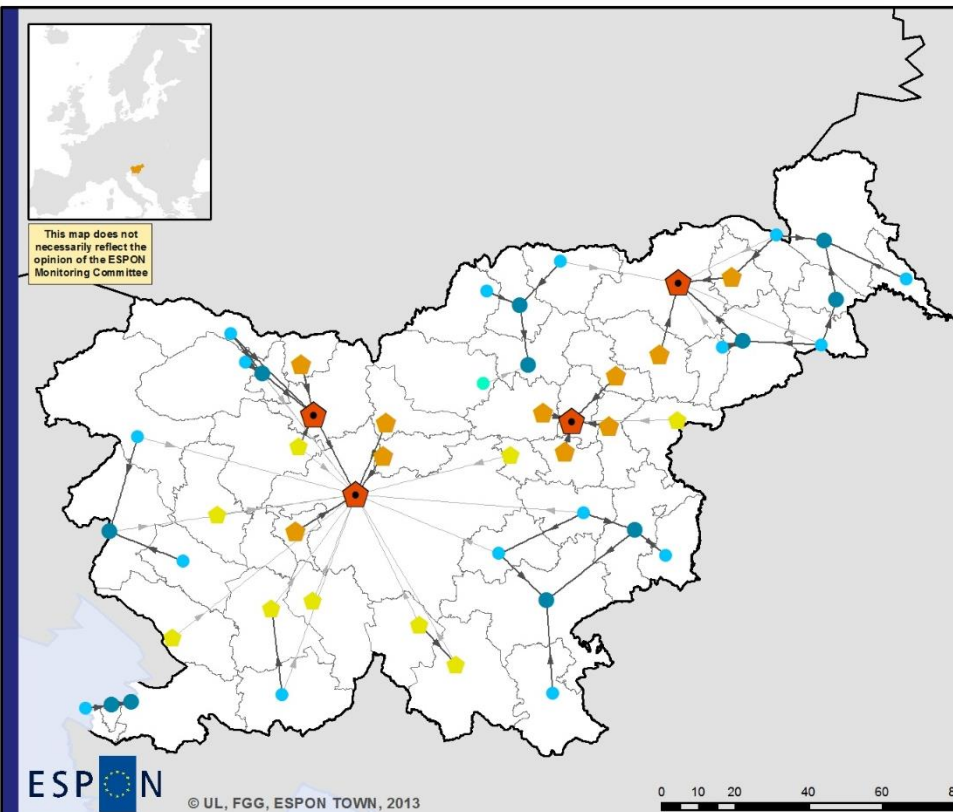 This map does not
necessarily reflect the
opinion of the ESPON
Monitoring Committee
ESPON
© UL, FGG, ESPON TOWN, 2013
0 10 20 40 60